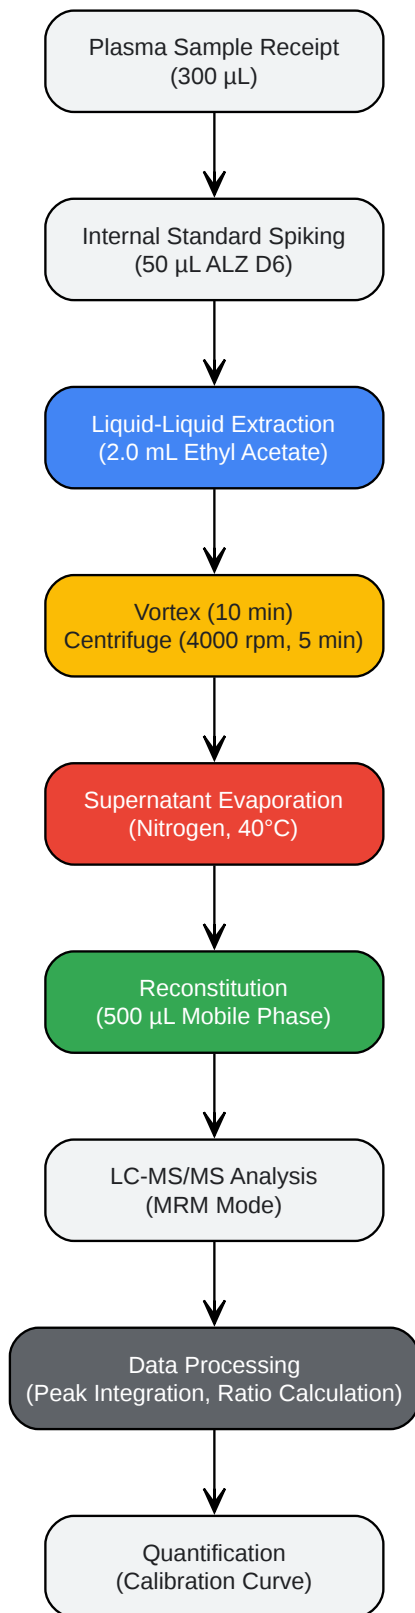 Plasma Sample Receipt
(300 µL)
Internal Standard Spiking
(50 µL ALZ D6)
Liquid-Liquid Extraction
(2.0 mL Ethyl Acetate)
Vortex (10 min)
Centrifuge (4000 rpm, 5 min)
Supernatant Evaporation
(Nitrogen, 40°C)
Reconstitution
(500 µL Mobile Phase)
LC-MS/MS Analysis
(MRM Mode)
Data Processing
(Peak Integration, Ratio Calculation)
Quantification
(Calibration Curve)